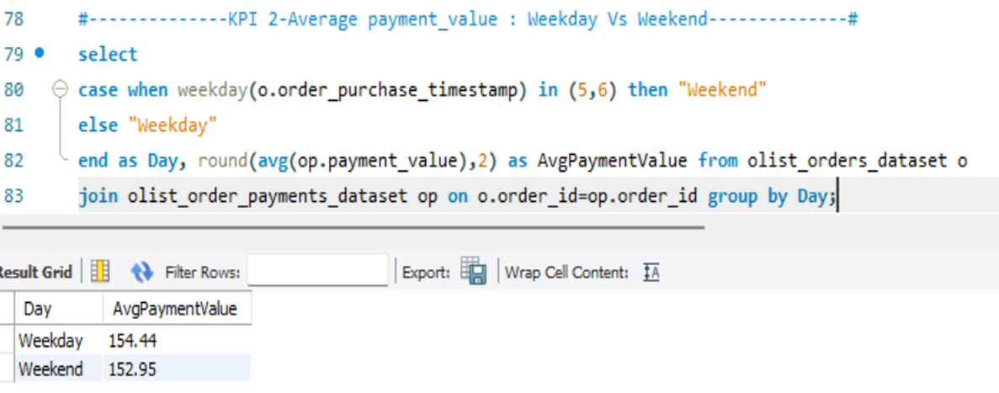 78 #--------------KPI 2-Average payment_value : Weekday Vs Weekend--------------#
79 select
80 case when weekday(o.order_purchase_timestamp) in (5,6) then "Weekend"
81 else "Weekday"
82 end as Day, round(avg(op.payment_value),2) as AvgPaymentValue from olist_orders_dataset o
83 join olist_order_payments_dataset op on o.order_id=op.order_id group by Day;
Result Grid Filter Rows: Export: Wrap Cell Content: IA
Day AvgPaymentValue
Weekday 154.44
Weekend 152.95